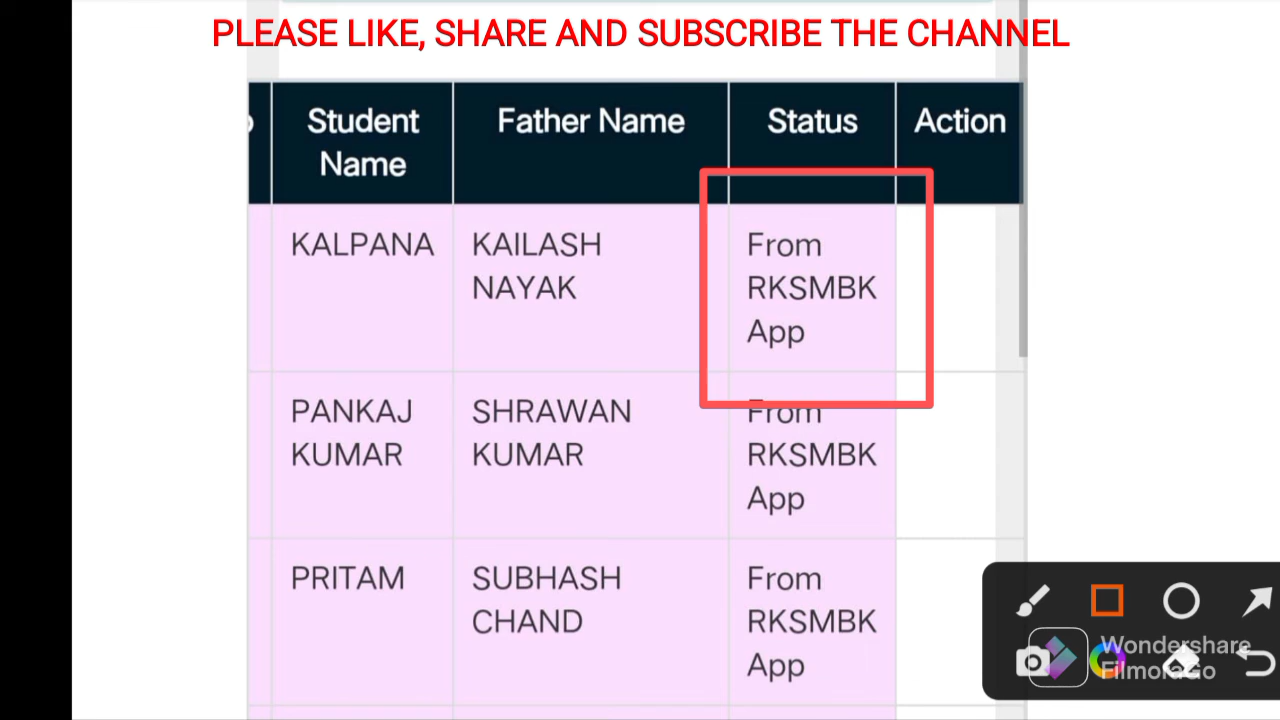 PLEASE LIKE, SHARE AND SUBSCRIBE THE CHANNEL
Student Name
Father Name
Status
Action
KALPANA
KAILASH
NAYAK
From
RKSMBK
App
PANKAJ
KUMAR
SHRAWAN
KUMAR
From
RKSMBK
App
PRITAM
SUBHASH
CHAND
From
RKSMBK
App
Wondershare
FilmoraGo